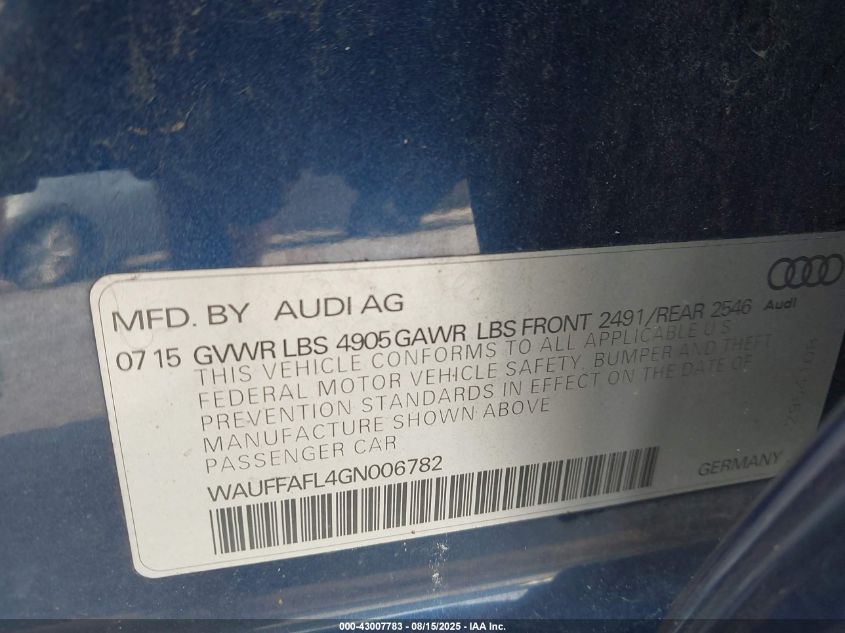 MFD. BY AUDI AG
Audi
07 15 GVWR LBS 4905 GAWR LBS FRONT 2491/REAR 2546
THIS VEHICLE CONFORMS TO ALL APPLICABLE U S
FEDERAL MOTOR VEHICLE SAFETY, BUMPER AND THEFT
PREVENTION STANDARDS IN EFFECT ON THE DATE OF
MANUFACTURE SHOWN ABOVE
PASSENGER CAR
WAUFFAFL4GN006782
GERMANY
000-43007783 - 08/15/2025 - IAA Inc.